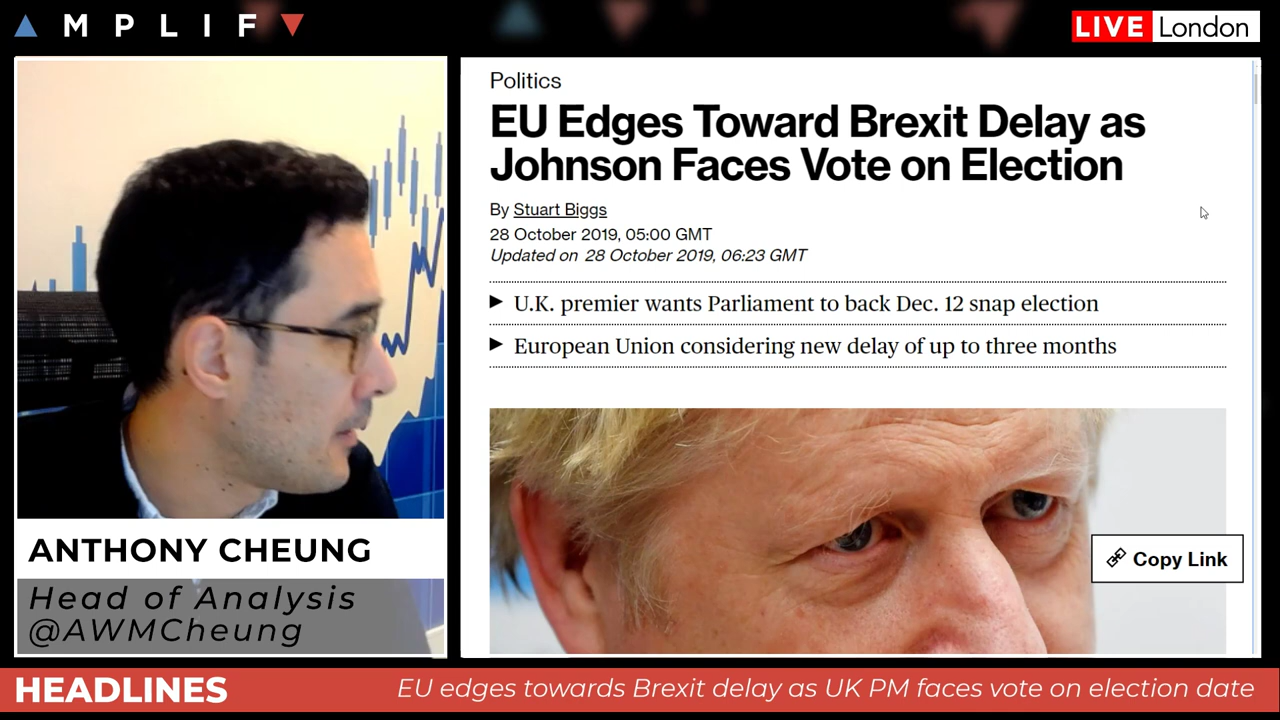 MPLIF
LIVE London
Politics
EU Edges Toward Brexit Delay as
Johnson Faces Vote on Election
By Stuart Biggs
28 October 2019, 05:00 GMT
Updated on 28 October 2019, 06:23 GMT
U.K. premier wants Parliament to back Dec. 12 snap election
European Union considering new delay of up to three months
Copy Link
ANTHONY CHEUNG
Head of Analysis
@AWMCheung
HEADLINES
EU edges towards Brexit delay as UK PM faces vote on election date